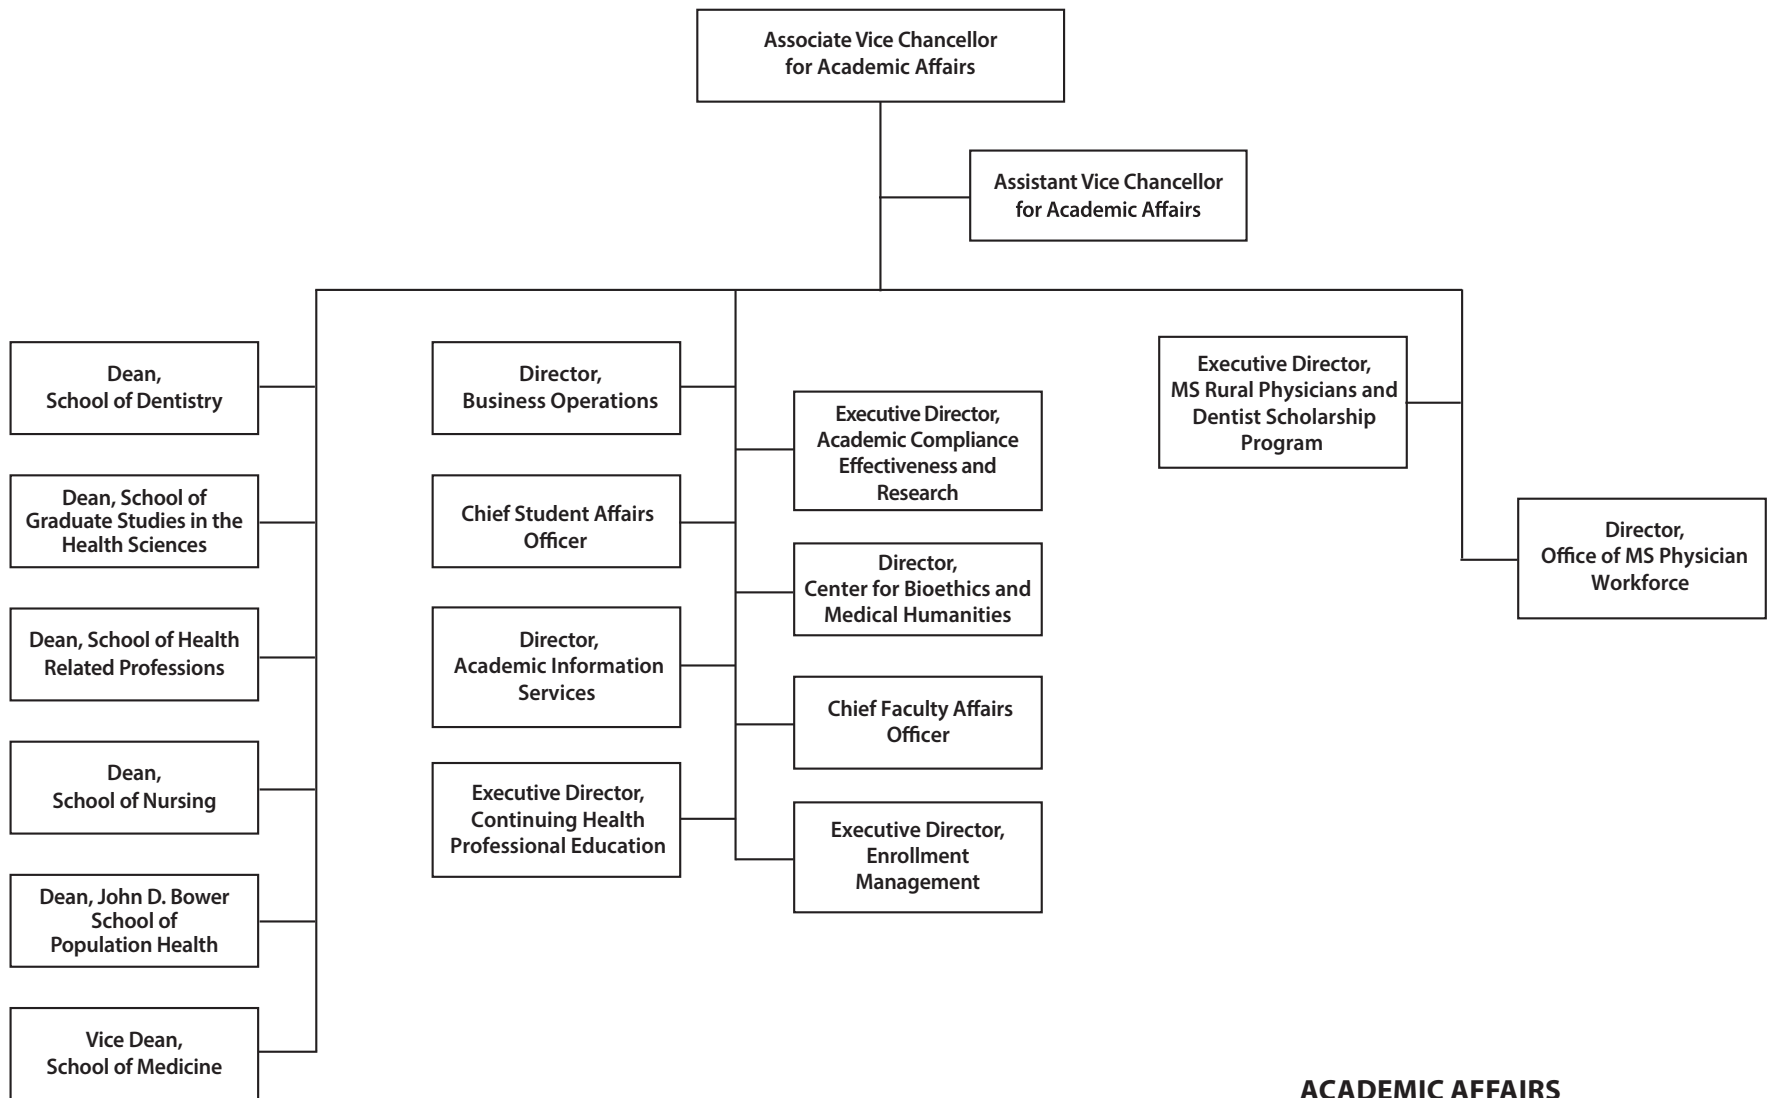 Associate Vice Chancellor
for Academic Affairs
Assistant Vice Chancellor
for Academic Affairs
Dean,
School of Dentistry
Dean, School of
Graduate Studies in the
Health Sciences
Dean, School of Health
Related Professions
Dean,
School of Nursing
Dean, John D. Bower
School of
Population Health
Vice Dean,
School of Medicine
Director,
Business Operations
Chief Student Affairs
Officer
Director,
Academic Information
Services
Executive Director,
Continuing Health
Professional Education
Executive Director,
Academic Compliance
Effectiveness and
Research
Director,
Center for Bioethics and
Medical Humanities
Chief Faculty Affairs
Officer
Executive Director,
Enrollment
Management
Executive Director,
MS Rural Physicians and
Dentist Scholarship
Program
Director,
Office of MS Physician
Workforce
ACADEMIC AFFAIRS